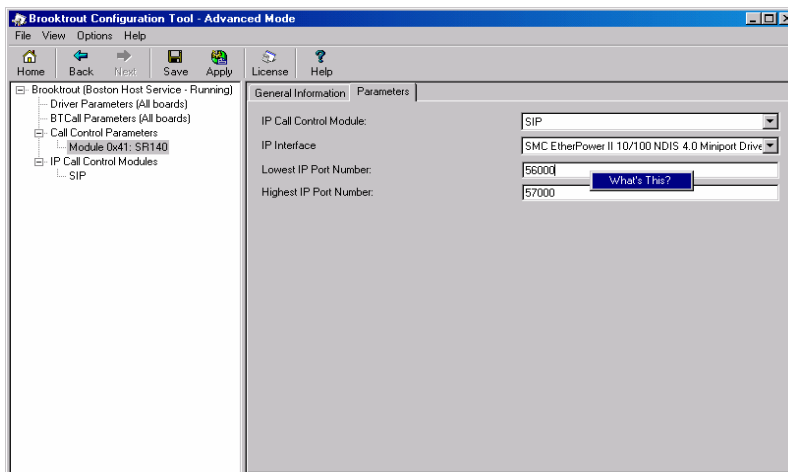 Brooktrout Configuration Tool - Advanced Mode
File View Options Help
Home Back Next Save Apply License Help
Brooktrout (Boston Host Service - Running)
Driver Parameters (All boards)
BTCall Parameters (All boards)
Call Control Parameters
Module 0x41: SR140
IP Call Control Modules
SIP
General Information Parameters
IP Call Control Module: SIP
IP Interface SMC EtherPower II 10/100 NDIS 4.0 Miniport Drive
Lowest IP Port Number: 56000
What's This?
Highest IP Port Number: 57000